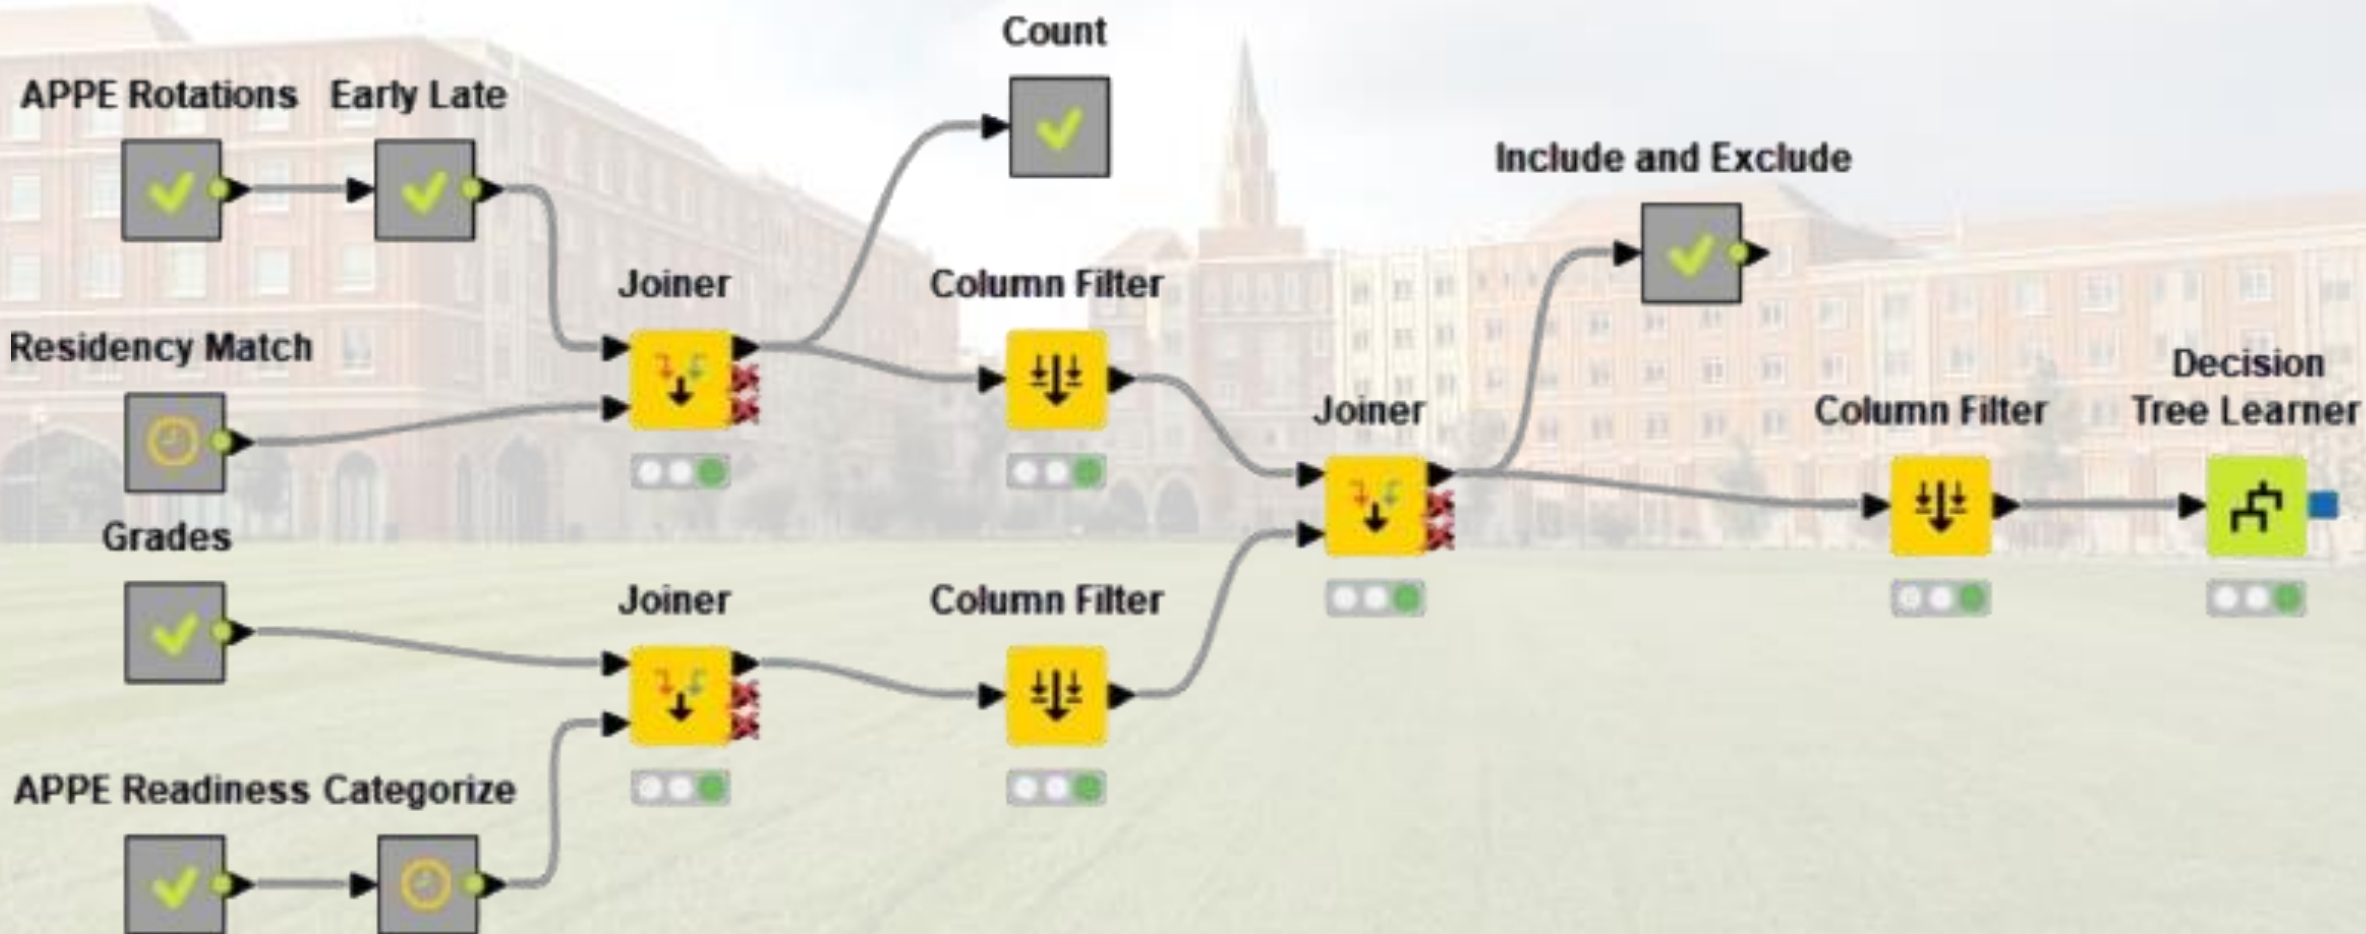 Count
APPE Rotations
Early Late
Include and Exclude
Joiner
Column Filter
Residency Match
Decision
Tree Learner
Joiner
Column Filter
Grades
Joiner
Column Filter
APPE Readiness
Categorize